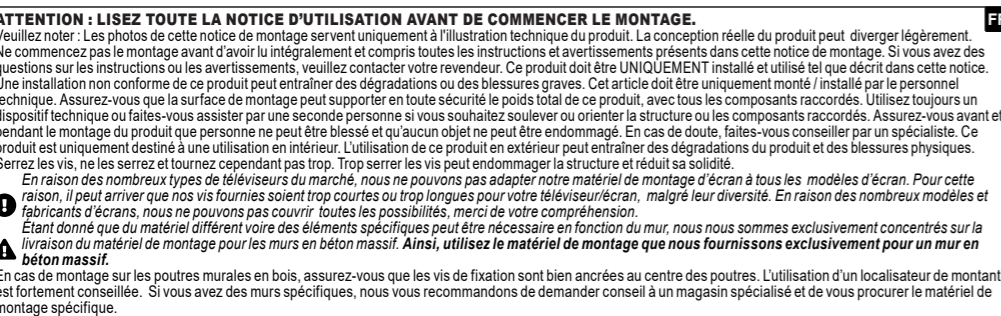 ATTENTION : LISEZ TOUTE LA NOTICE D'UTILISATION AVANT DE COMMENCER LE MONTAGE. FR
Veuillez noter : Les photos de cette notice de montage servent uniquement à l'illustration technique du produit. La conception réelle du produit peut diverger légèrement.
Ne commencez pas le montage avant d'avoir lu intégralement et compris toutes les instructions et avertissements présents dans cette notice de montage. Si vous avez des
questions sur les instructions ou les avertissements, veuillez contacter votre revendeur. Ce produit doit être UNIQUEMENT installé et utilisé tel que décrit dans cette notice.
Une installation non conforme de ce produit peut entraîner des dégradations ou des blessures graves. Cet article doit être uniquement monté / installé par le personnel
technique. Assurez-vous que la surface de montage peut supporter en toute sécurité le poids total de ce produit, avec tous les composants raccordés. Utilisez toujours un
dispositif technique ou faites-vous assister par une seconde personne si vous souhaitez soulever ou orienter la structure ou les composants raccordés. Assurez-vous avant et
pendant le montage du produit que personne ne peut être blessé et qu'aucun objet ne peut être endommagé. En cas de doute, faites-vous conseiller par un spécialiste. Ce
produit est uniquement destiné à une utilisation en intérieur. L'utilisation de ce produit en extérieur peut entraîner des dégradations du produit et des blessures physiques.
Serrez les vis, ne les serrez et tournez cependant pas trop. Trop serrer les vis peut endommager la structure et réduit sa solidité.
En raison des nombreux types de téléviseurs du marché, nous ne pouvons pas adapter notre matériel de montage d'écran à tous les modèles d'écran. Pour cette
raison, il peut arriver que nos vis fournies soient trop courtes ou trop longues pour votre téléviseur/écran, malgré leur diversité. En raison des nombreux modèles et
fabricants d'écrans, nous ne pouvons pas couvrir toutes les possibilités, merci de votre compréhension.
Étant donné que du matériel différent voire des éléments spécifiques peut être nécessaire en fonction du mur, nous nous sommes exclusivement concentrés sur la
livraison du matériel de montage pour les murs en béton massif. Ainsi, utilisez le matériel de montage que nous fournissons exclusivement pour un mur en
béton massif.
En cas de montage sur les poutres murales en bois, assurez-vous que les vis de fixation sont bien ancrées au centre des poutres. L'utilisation d'un localisateur de montant
est fortement conseillée. Si vous avez des murs spécifiques, nous vous recommandons de demander conseil à un magasin spécialisé et de vous procurer le matériel de
montage spécifique.